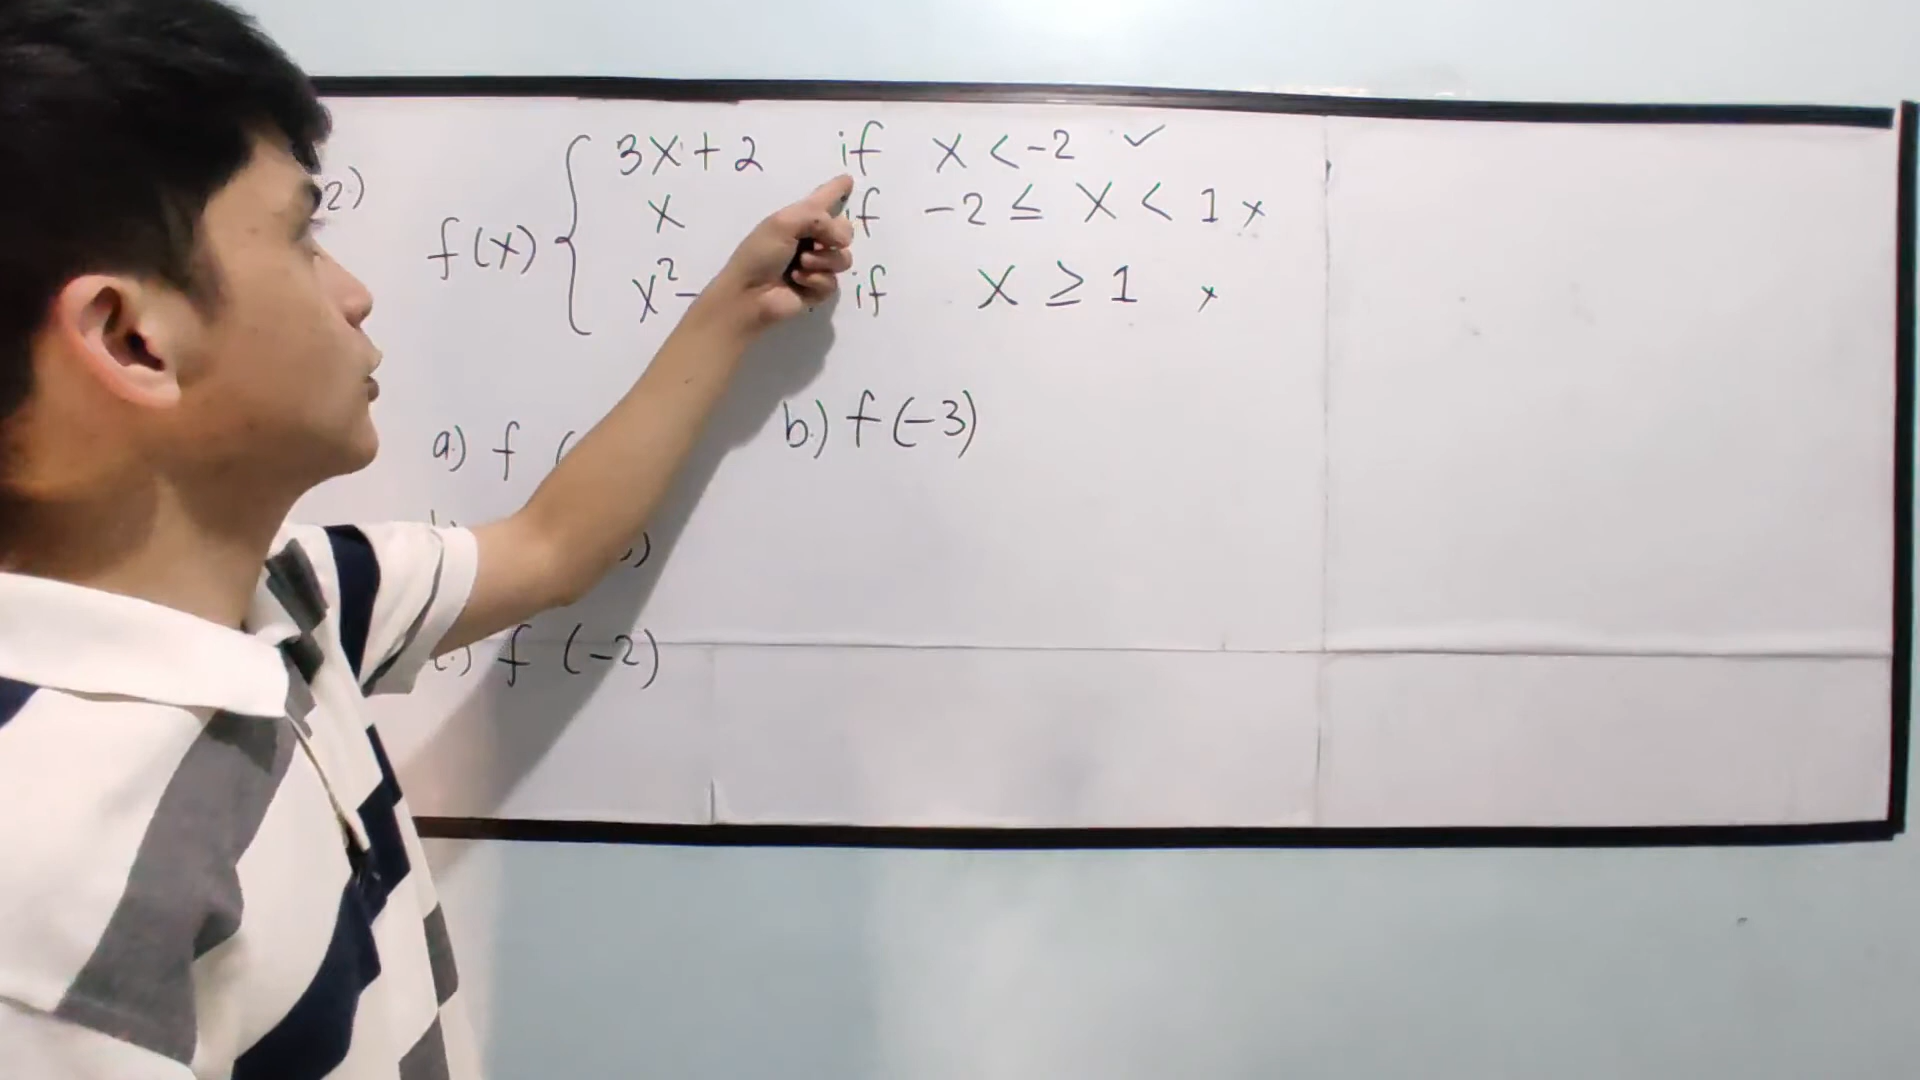 2)
3x+2 if x < -2 ✓
f(x) { x if -2 ≤ x < 1 ×
x²- if x ≥ 1 ×
a.) f (
b.) f(-3)
)
c.) f (-2)